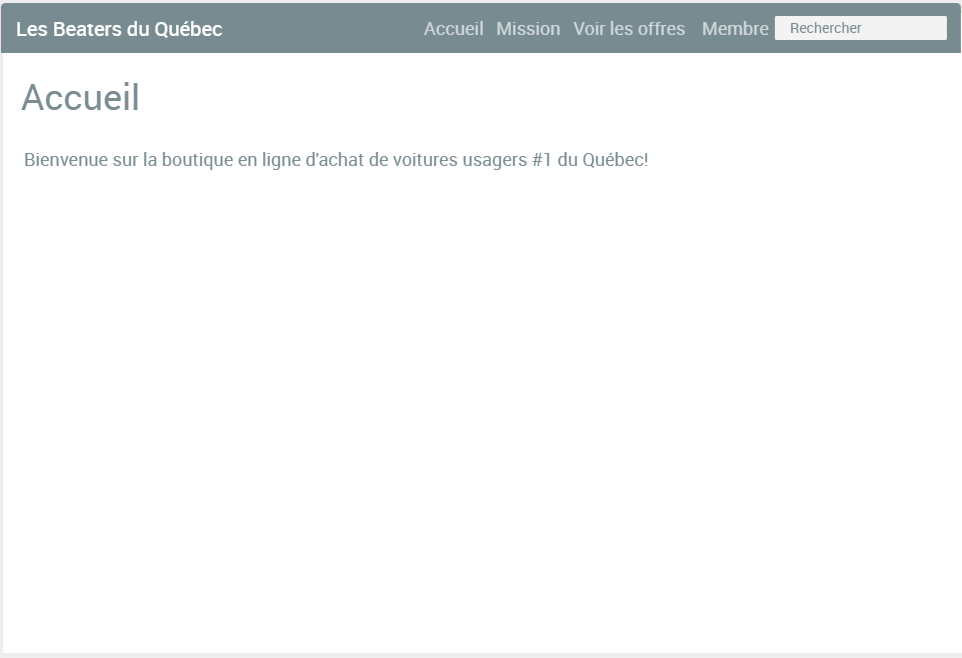 Les Beaters du Québec Accueil Mission Voir les offres Membre Rechercher
Accueil
Bienvenue sur la boutique en ligne d'achat de voitures usagers #1 du Québec!